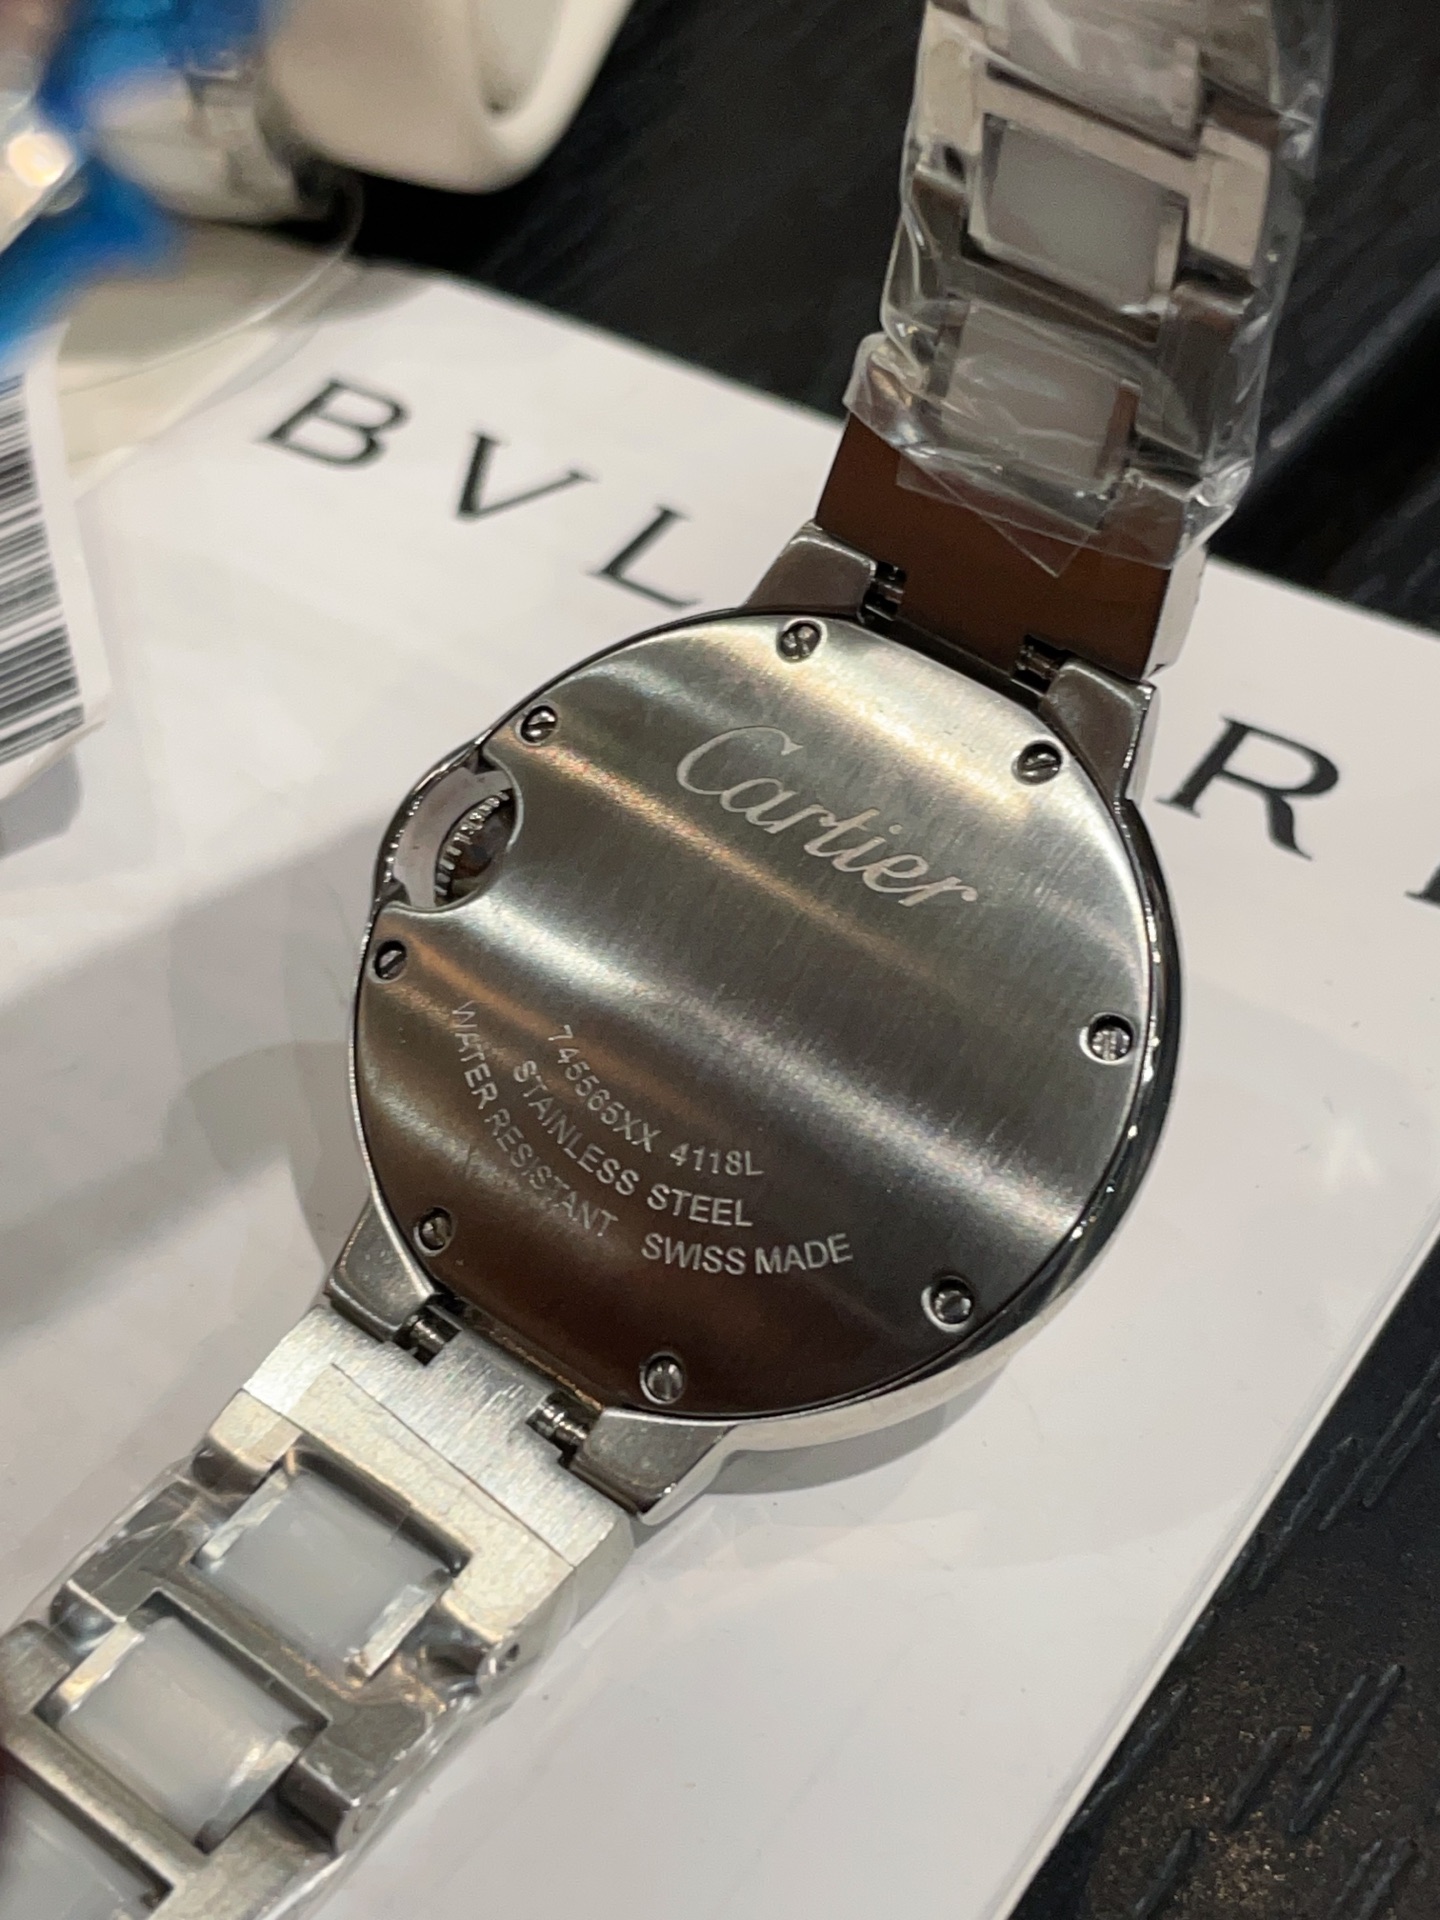 BVL R
Cartier
745565XX 4118L
STAINLESS STEEL
WATER RESISTANT SWISS MADE